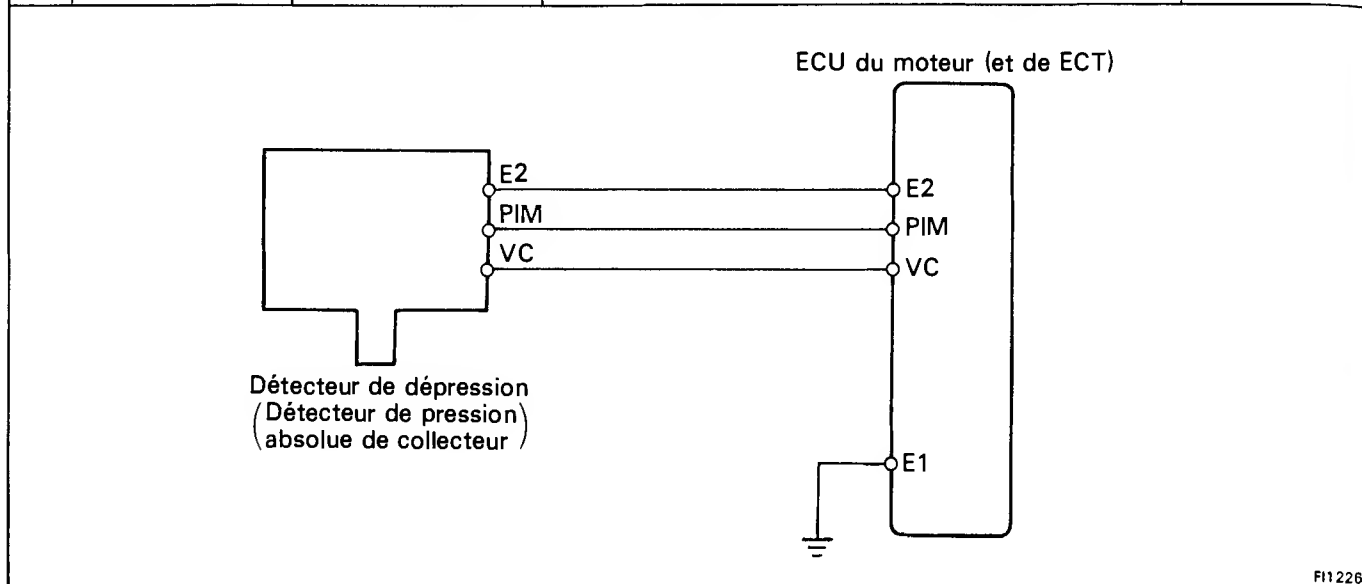 ECU du moteur (et de ECT)
E2
E2
PIM
PIM
VC
VC
Détecteur de dépression
(Détecteur de pression
absolue de collecteur)
E1
FI1226